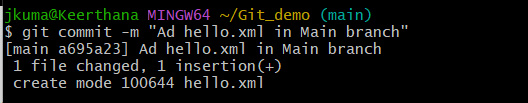 jkuma@Keerthana MINGW64 ~/Git_demo (main)
$ git commit -m "Ad hello.xml in Main branch"
[main a695a23] Ad hello.xml in Main branch
 1 file changed, 1 insertion(+)
 create mode 100644 hello.xml